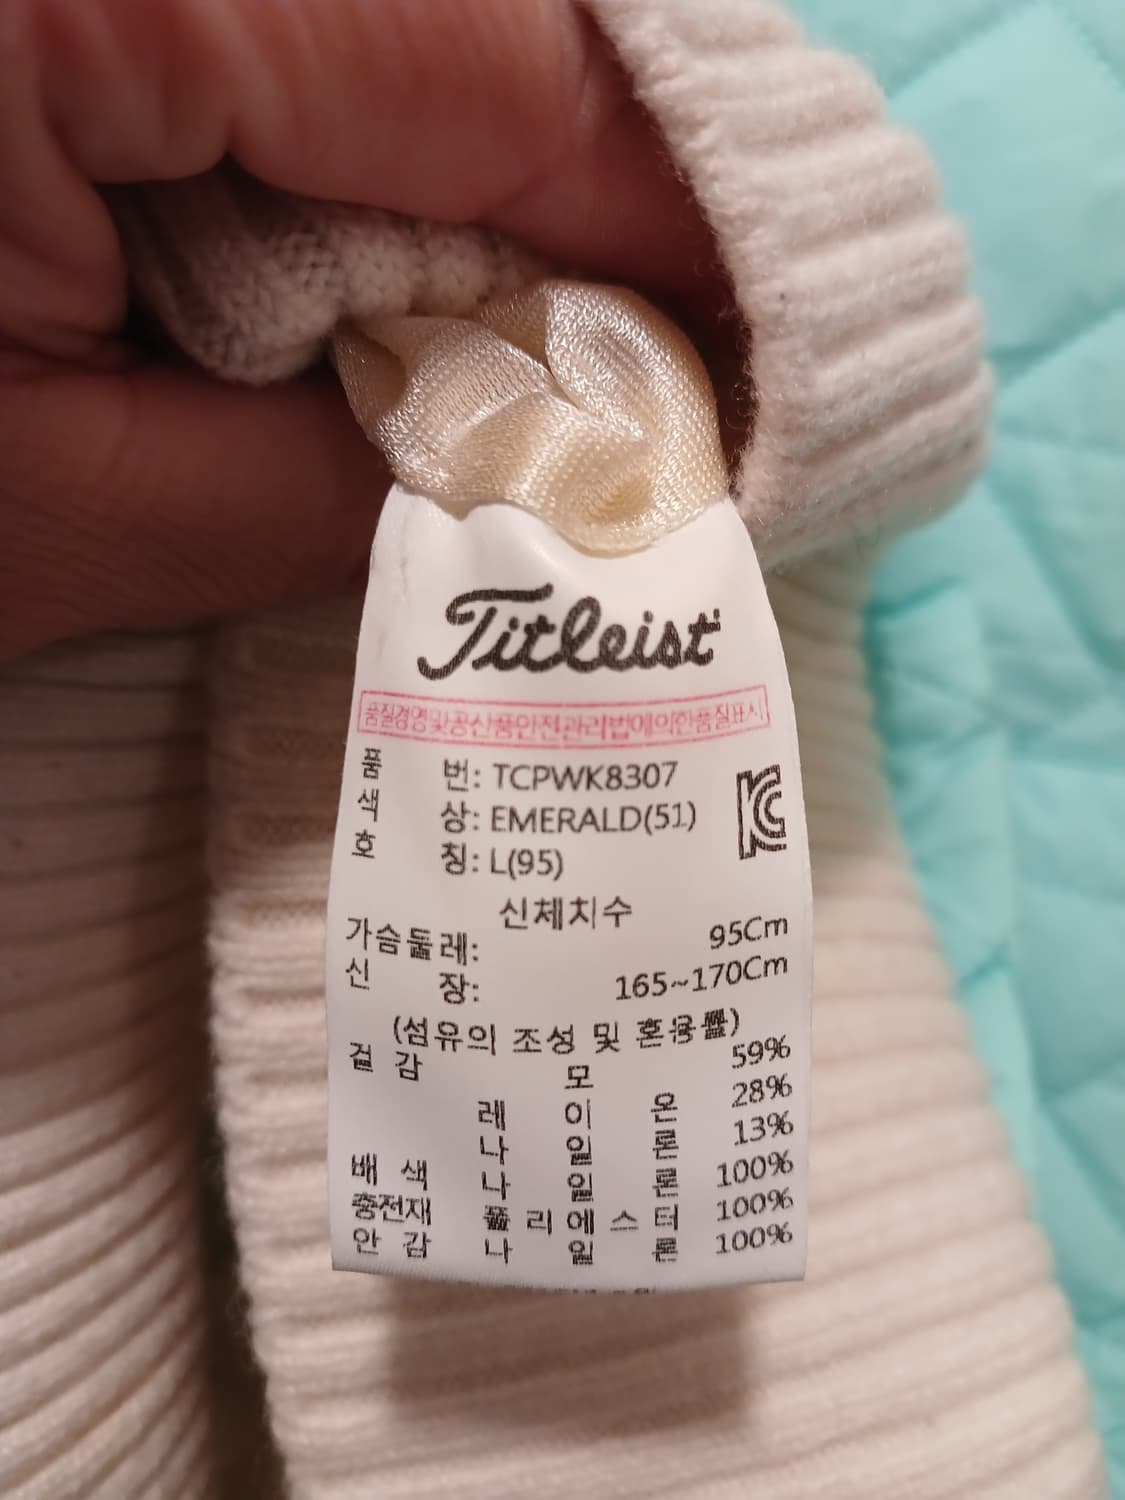 Titleist
품질경영및공산품안전관리법에의한품질표시
품 번: TCPWK8307
색 상: EMERALD(51)
호 칭: L(95)
KC
신체치수
가슴둘레: 95Cm
신 장: 165~170Cm
(섬유의 조성 및 혼용률)
겉 감 모 59%
레 이 온 28%
나 일 론 13%
배 색 나 일 론 100%
충전재 폴 리 에 스 터 100%
안 감 나 일 론 100%